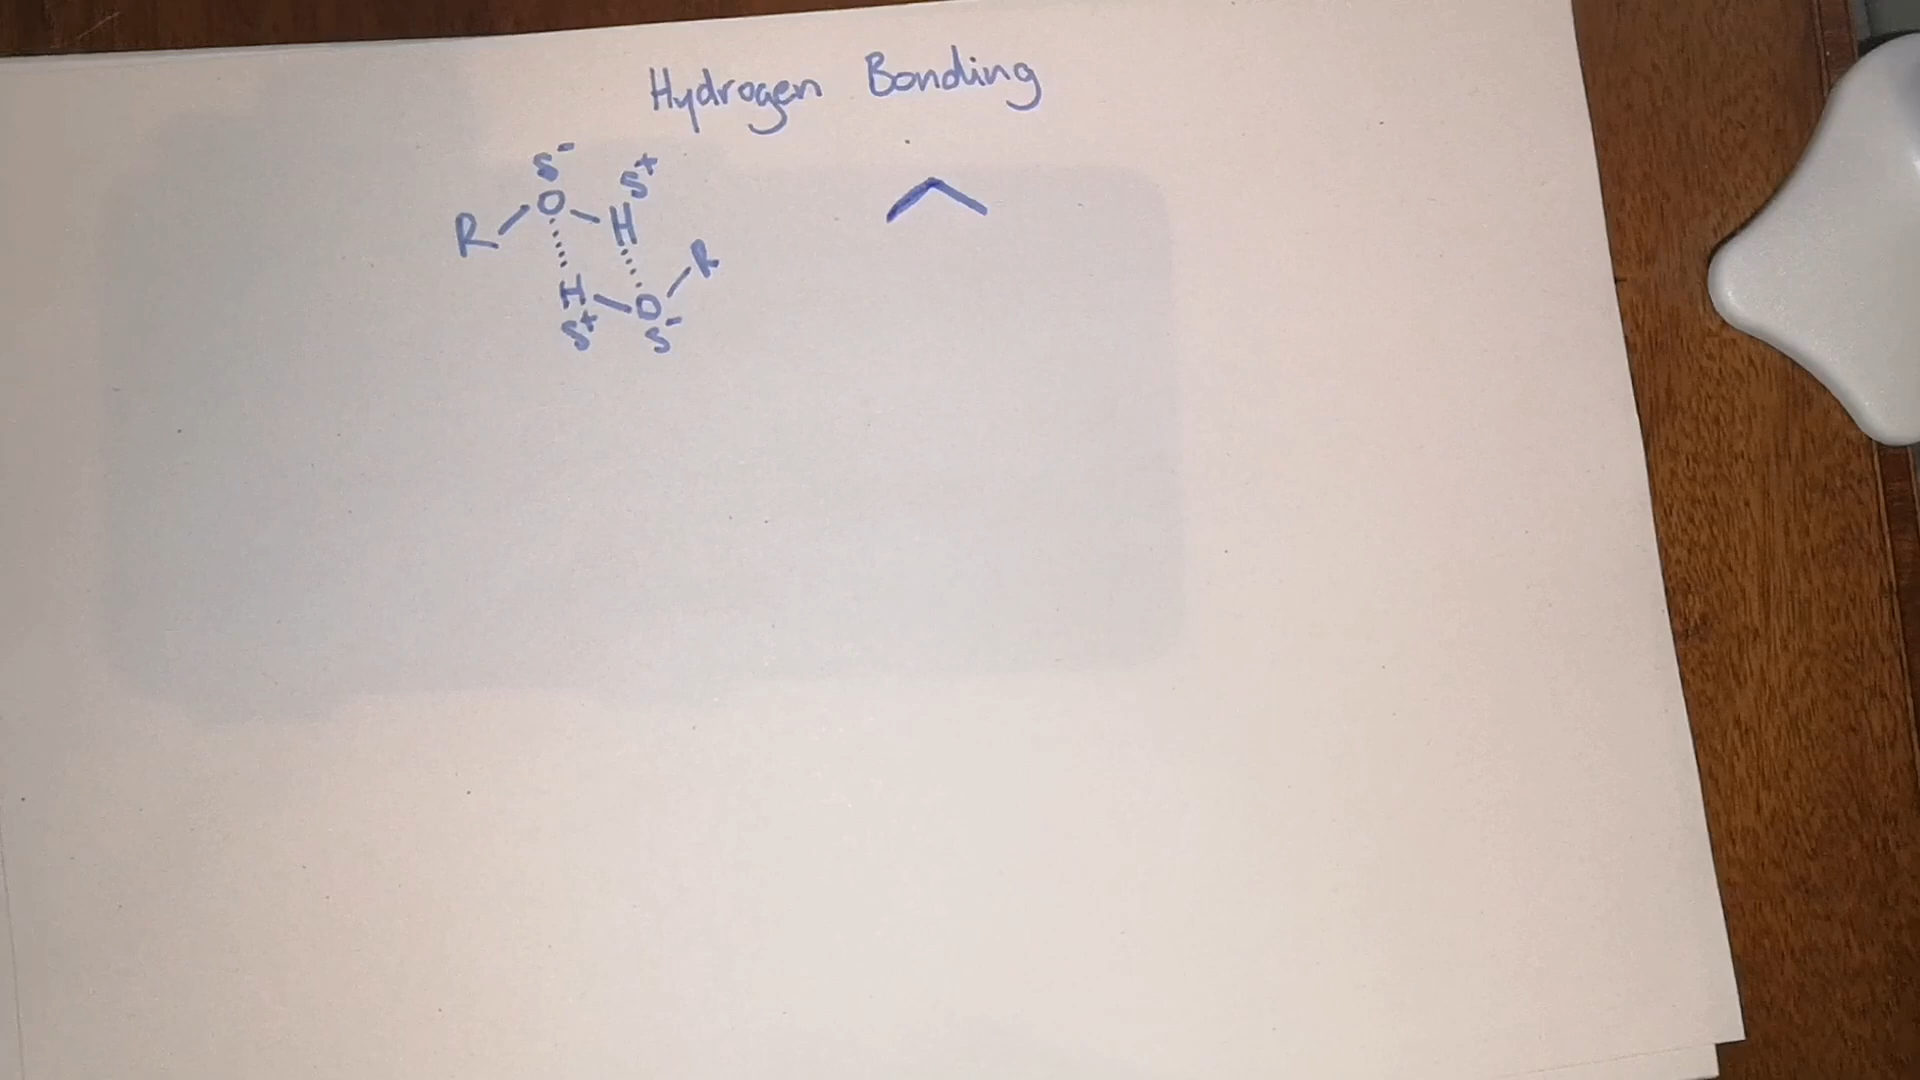 Hydrogen Bonding
δ- δ+
R O H
R
H O
δ+ δ-